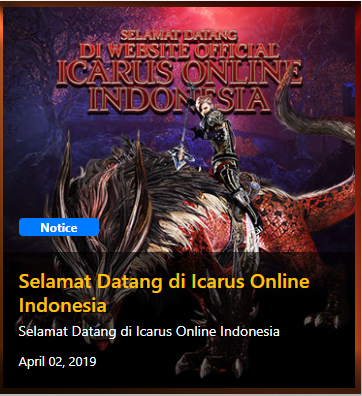 SELAMAT DATANG
DI WEBSITE OFFICIAL
ICARUS ONLINE
INDONESIA
Notice
Selamat Datang di Icarus Online
Indonesia
Selamat Datang di Icarus Online Indonesia
April 02, 2019